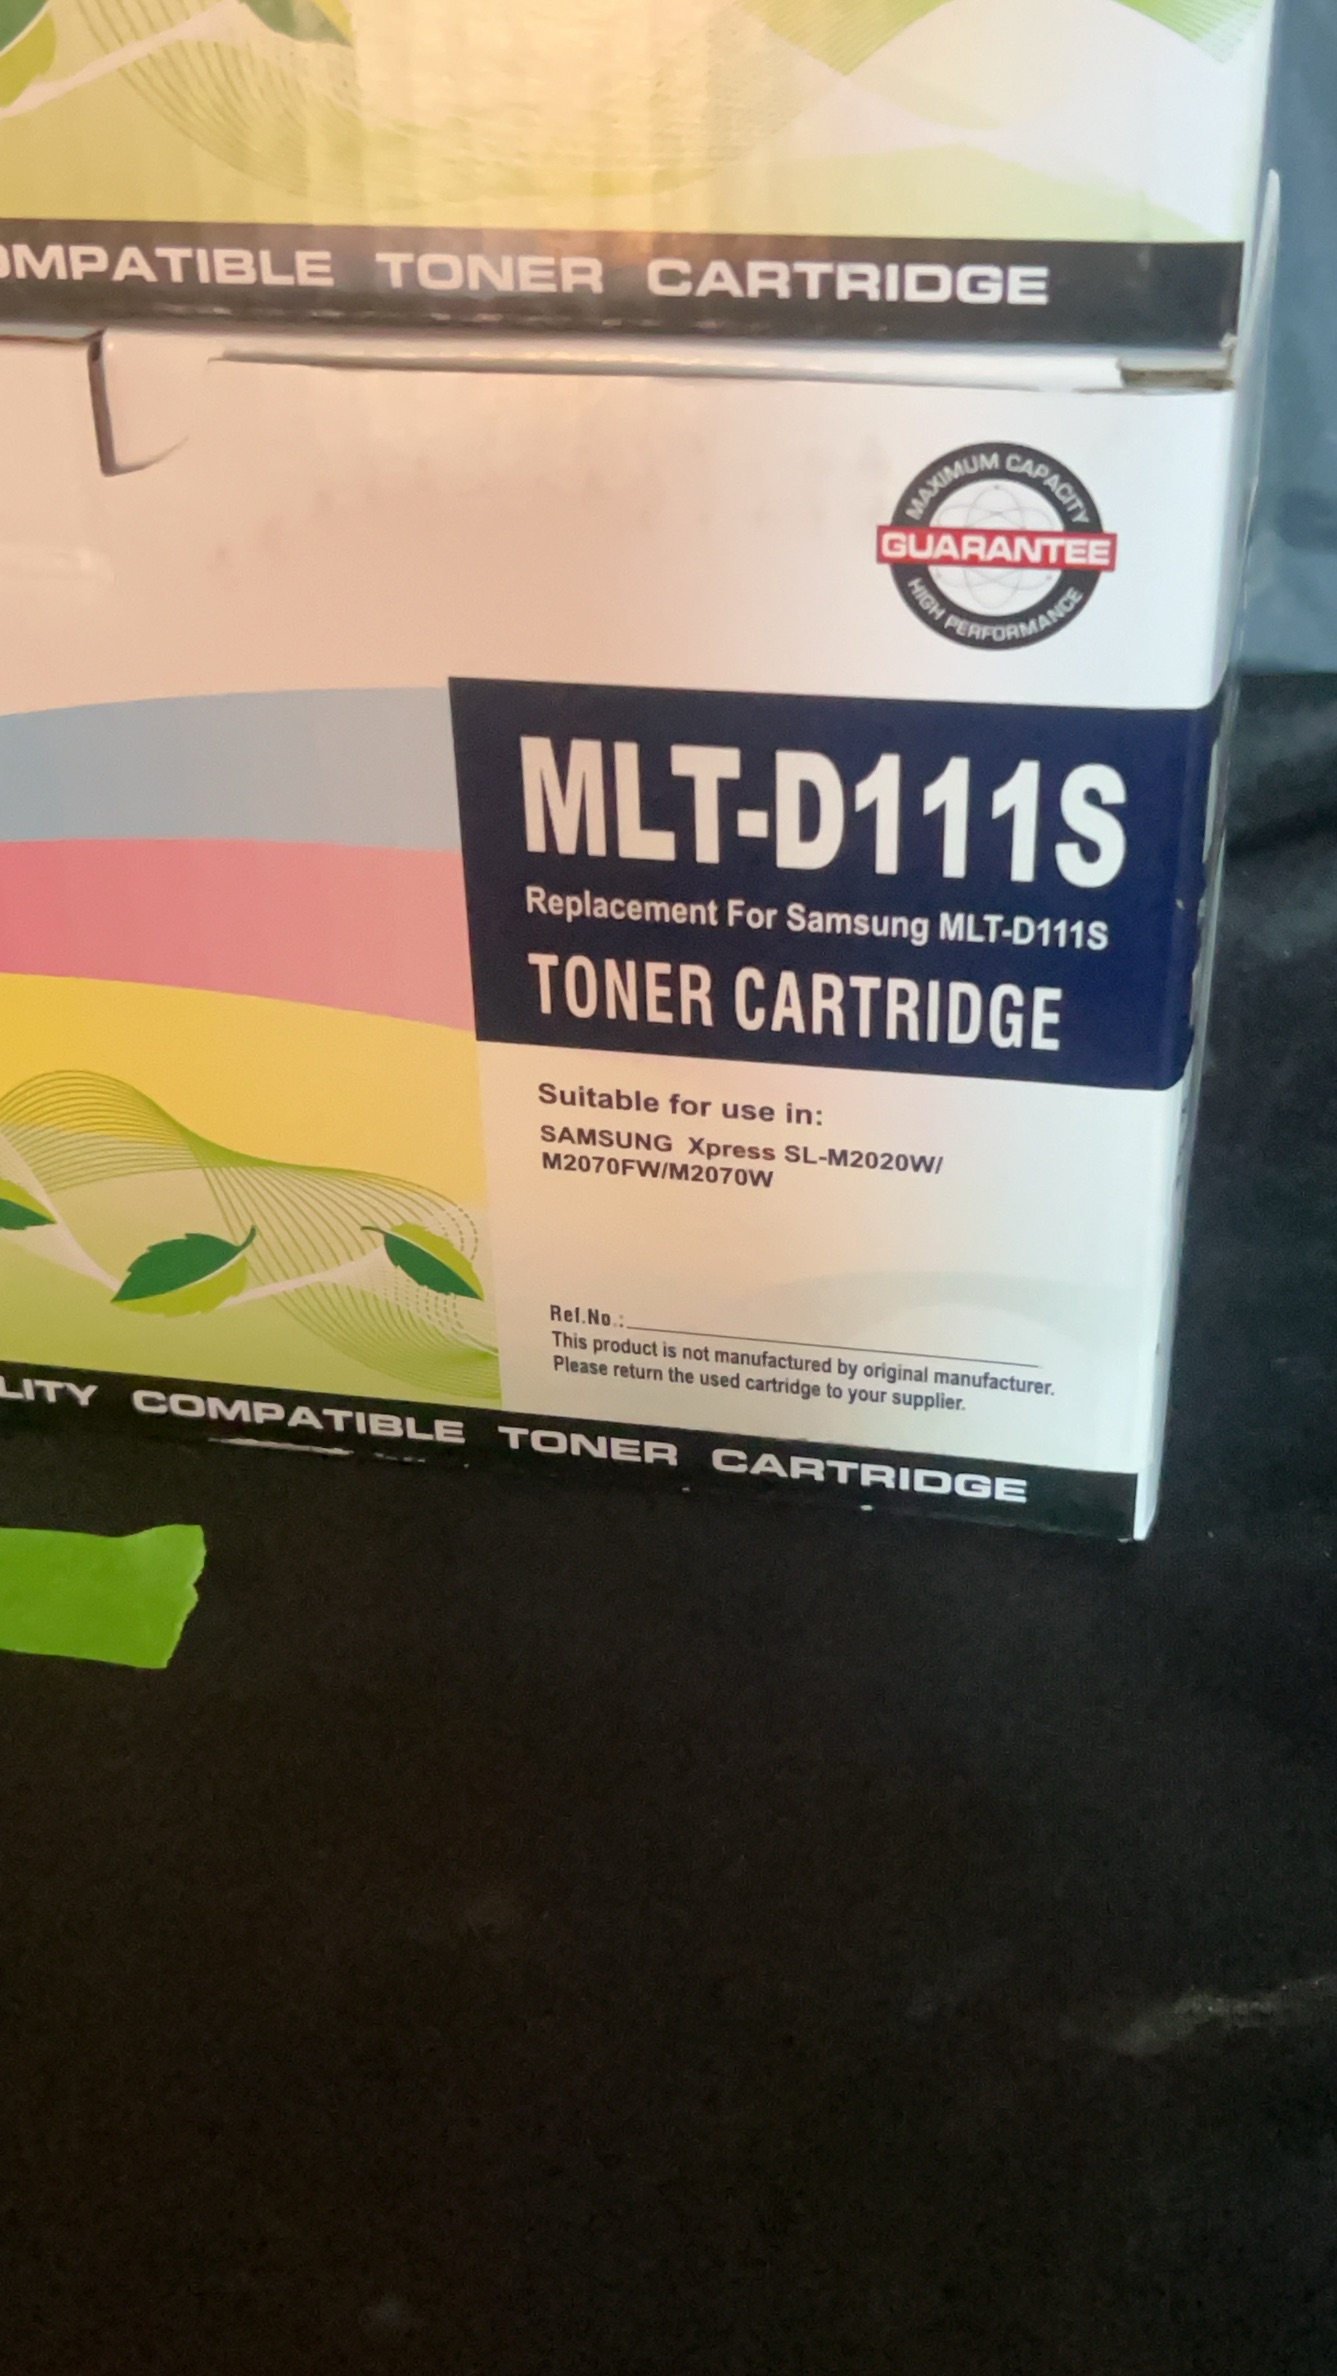 TONER CARTRIDGE
MAXIMUM CAPACITY
GUARANTEE
HIGH PERFORMANCE
MLT-D111S
Replacement For Samsung MLT-D111S
TONER CARTRIDGE
Suitable for use in:
SAMSUNG Xpress SL-M2020W/
M2070FW/M2070W
Ref.No.:
This product is not manufactured by original manufacturer.
Please return the used cartridge to your supplier.
COMPATIBLE TONER CARTRIDGE